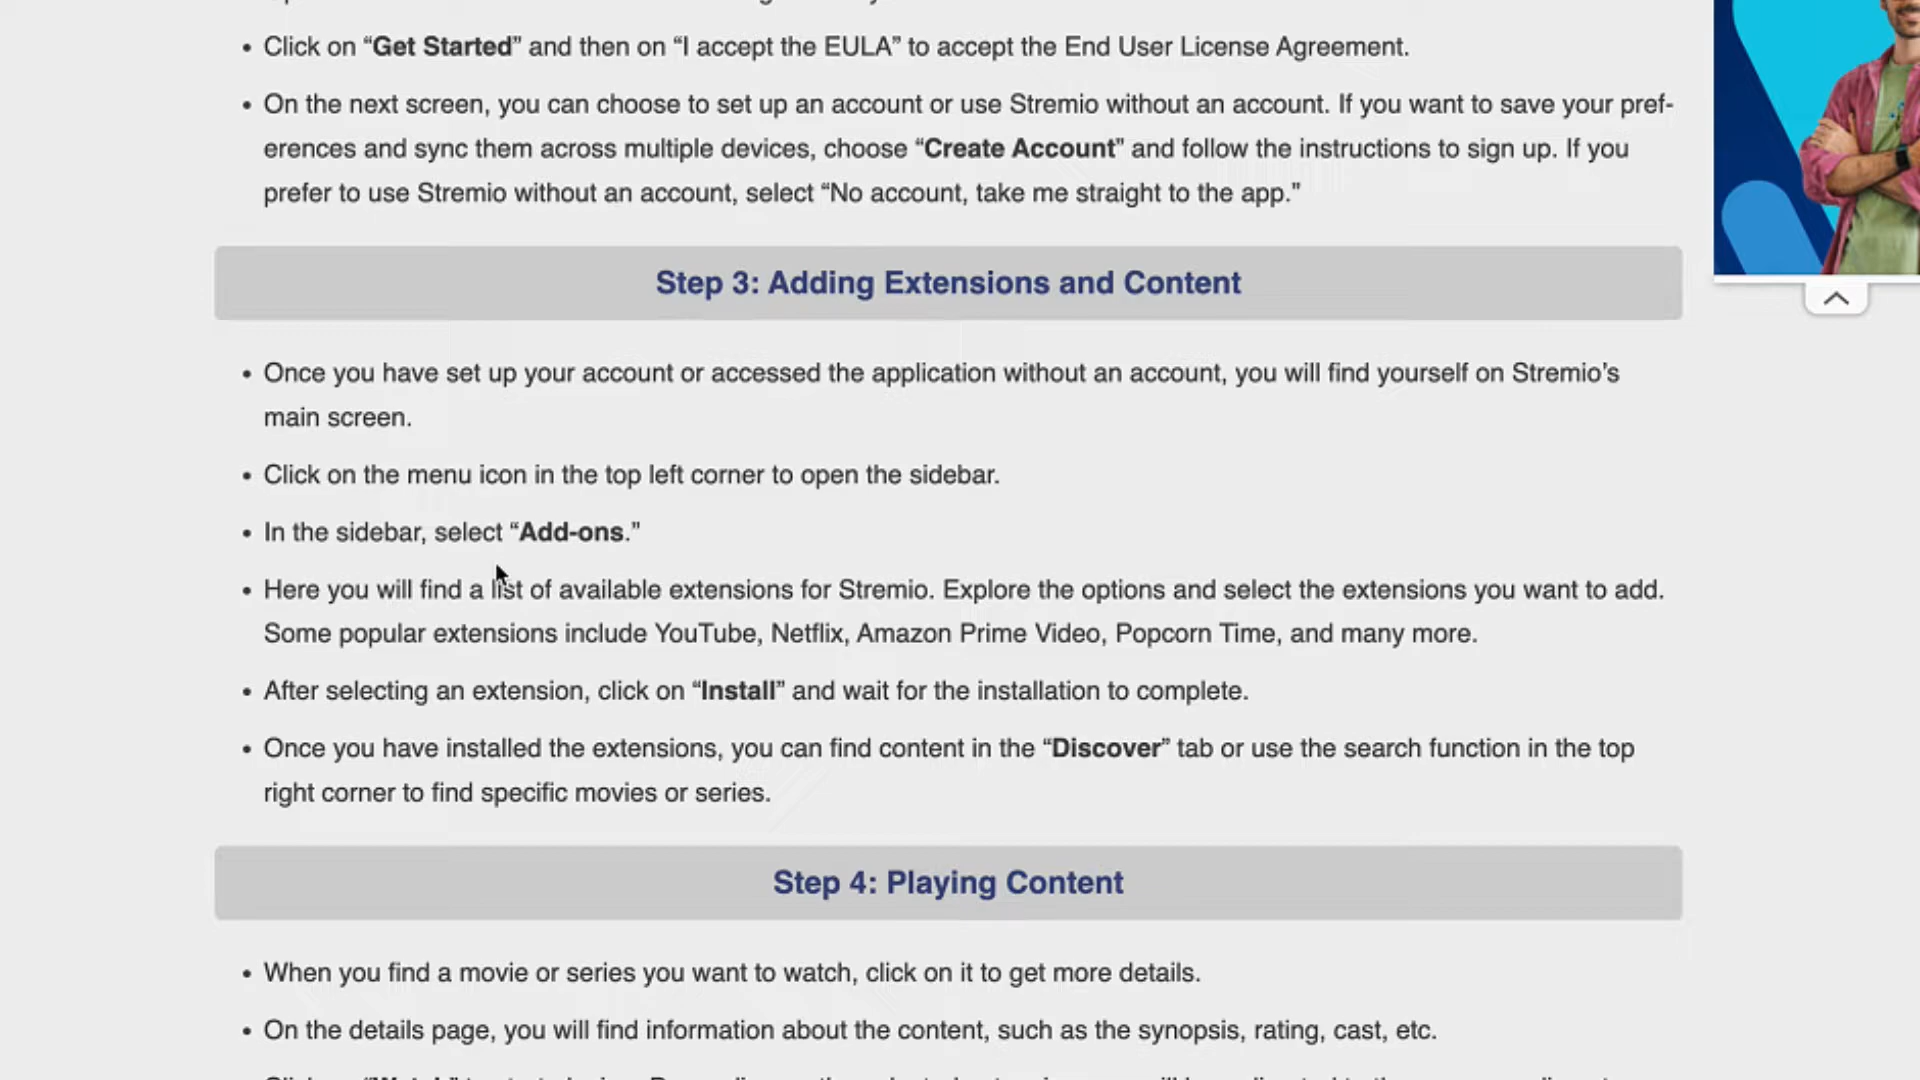 Click on “Get Started” and then on “I accept the EULA” to accept the End User License Agreement.
On the next screen, you can choose to set up an account or use Stremio without an account. If you want to save your pref-
erences and sync them across multiple devices, choose “Create Account” and follow the instructions to sign up. If you
prefer to use Stremio without an account, select “No account, take me straight to the app.”
Step 3: Adding Extensions and Content
Once you have set up your account or accessed the application without an account, you will find yourself on Stremio’s
main screen.
Click on the menu icon in the top left corner to open the sidebar.
In the sidebar, select “Add-ons.”
Here you will find a list of available extensions for Stremio. Explore the options and select the extensions you want to add.
Some popular extensions include YouTube, Netflix, Amazon Prime Video, Popcorn Time, and many more.
After selecting an extension, click on “Install” and wait for the installation to complete.
Once you have installed the extensions, you can find content in the “Discover” tab or use the search function in the top
right corner to find specific movies or series.
Step 4: Playing Content
When you find a movie or series you want to watch, click on it to get more details.
On the details page, you will find information about the content, such as the synopsis, rating, cast, etc.